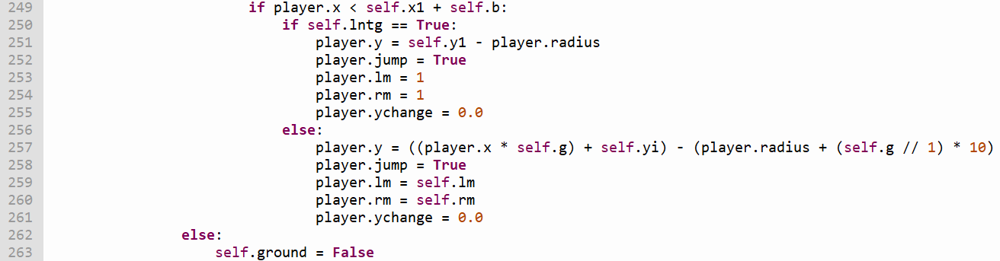 249 if player.x < self.x1 + self.b:
250 if self.lntg == True:
251 player.y = self.y1 - player.radius
252 player.jump = True
253 player.lm = 1
254 player.rm = 1
255 player.ychange = 0.0
256 else:
257 player.y = ((player.x * self.g) + self.yi) - (player.radius + (self.g // 1) * 10)
258 player.jump = True
259 player.lm = self.lm
260 player.rm = self.rm
261 player.ychange = 0.0
262 else:
263 self.ground = False